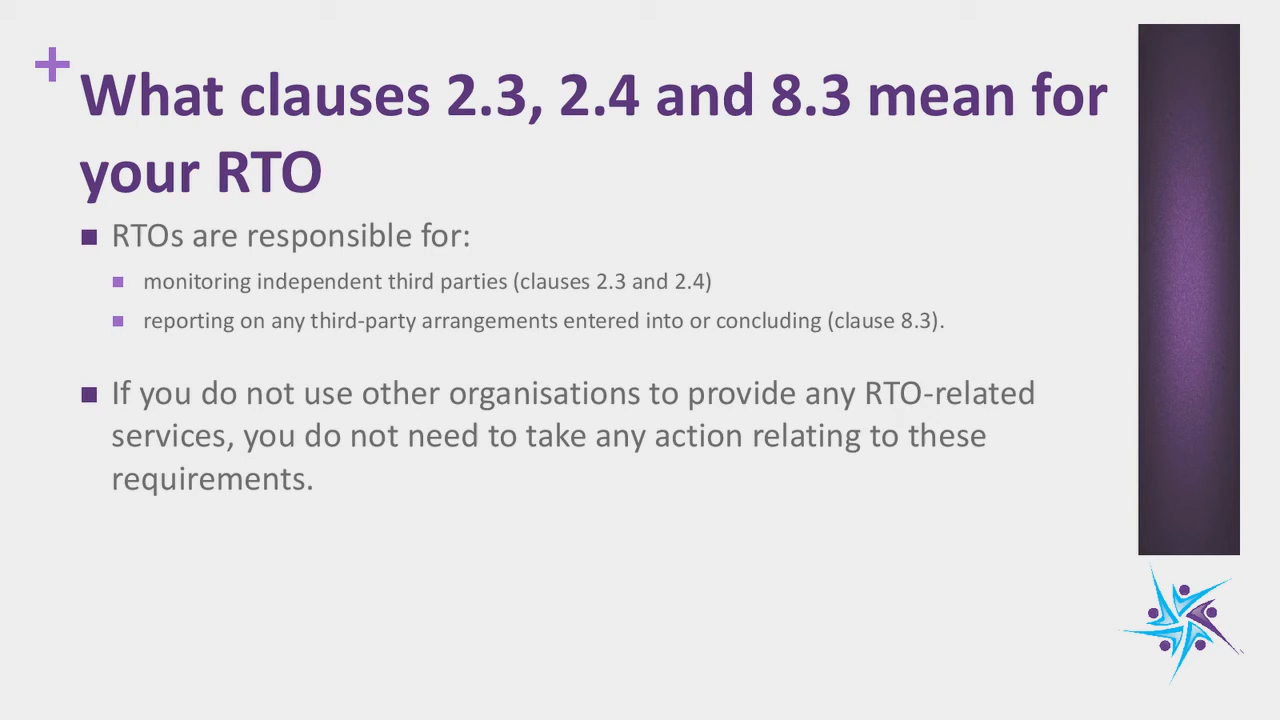 What clauses 2.3, 2.4 and 8.3 mean for
your RTO
RTOs are responsible for:
monitoring independent third parties (clauses 2.3 and 2.4)
reporting on any third-party arrangements entered into or concluding (clause 8.3).
If you do not use other organisations to provide any RTO-related
services, you do not need to take any action relating to these
requirements.